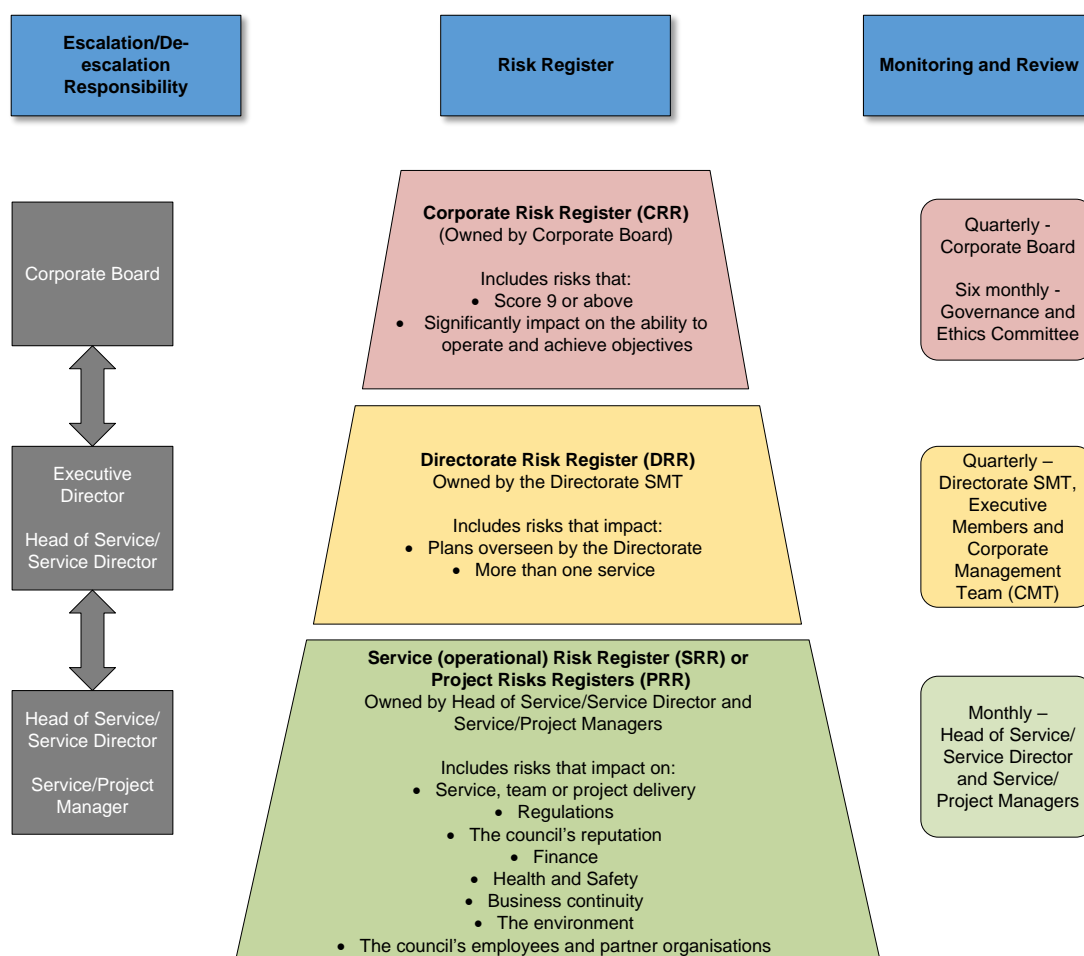 Escalation/De-
escalation
Responsibility
Risk Register
Monitoring and Review
Corporate Board
Corporate Risk Register (CRR)
(Owned by Corporate Board)
Includes risks that:
• Score 9 or above
• Significantly impact on the ability to
operate and achieve objectives
Quarterly -
Corporate Board
Six monthly -
Governance and
Ethics Committee
Executive
Director
Head of Service/
Service Director
Directorate Risk Register (DRR)
Owned by the Directorate SMT
Includes risks that impact:
• Plans overseen by the Directorate
• More than one service
Quarterly –
Directorate SMT,
Executive
Members and
Corporate
Management
Team (CMT)
Head of Service/
Service Director
Service/Project
Manager
Service (operational) Risk Register (SRR) or
Project Risks Registers (PRR)
Owned by Head of Service/Service Director and
Service/Project Managers
Includes risks that impact on:
• Service, team or project delivery
• Regulations
• The council’s reputation
• Finance
• Health and Safety
• Business continuity
• The environment
• The council’s employees and partner organisations
Monthly –
Head of Service/
Service Director
and Service/
Project Managers